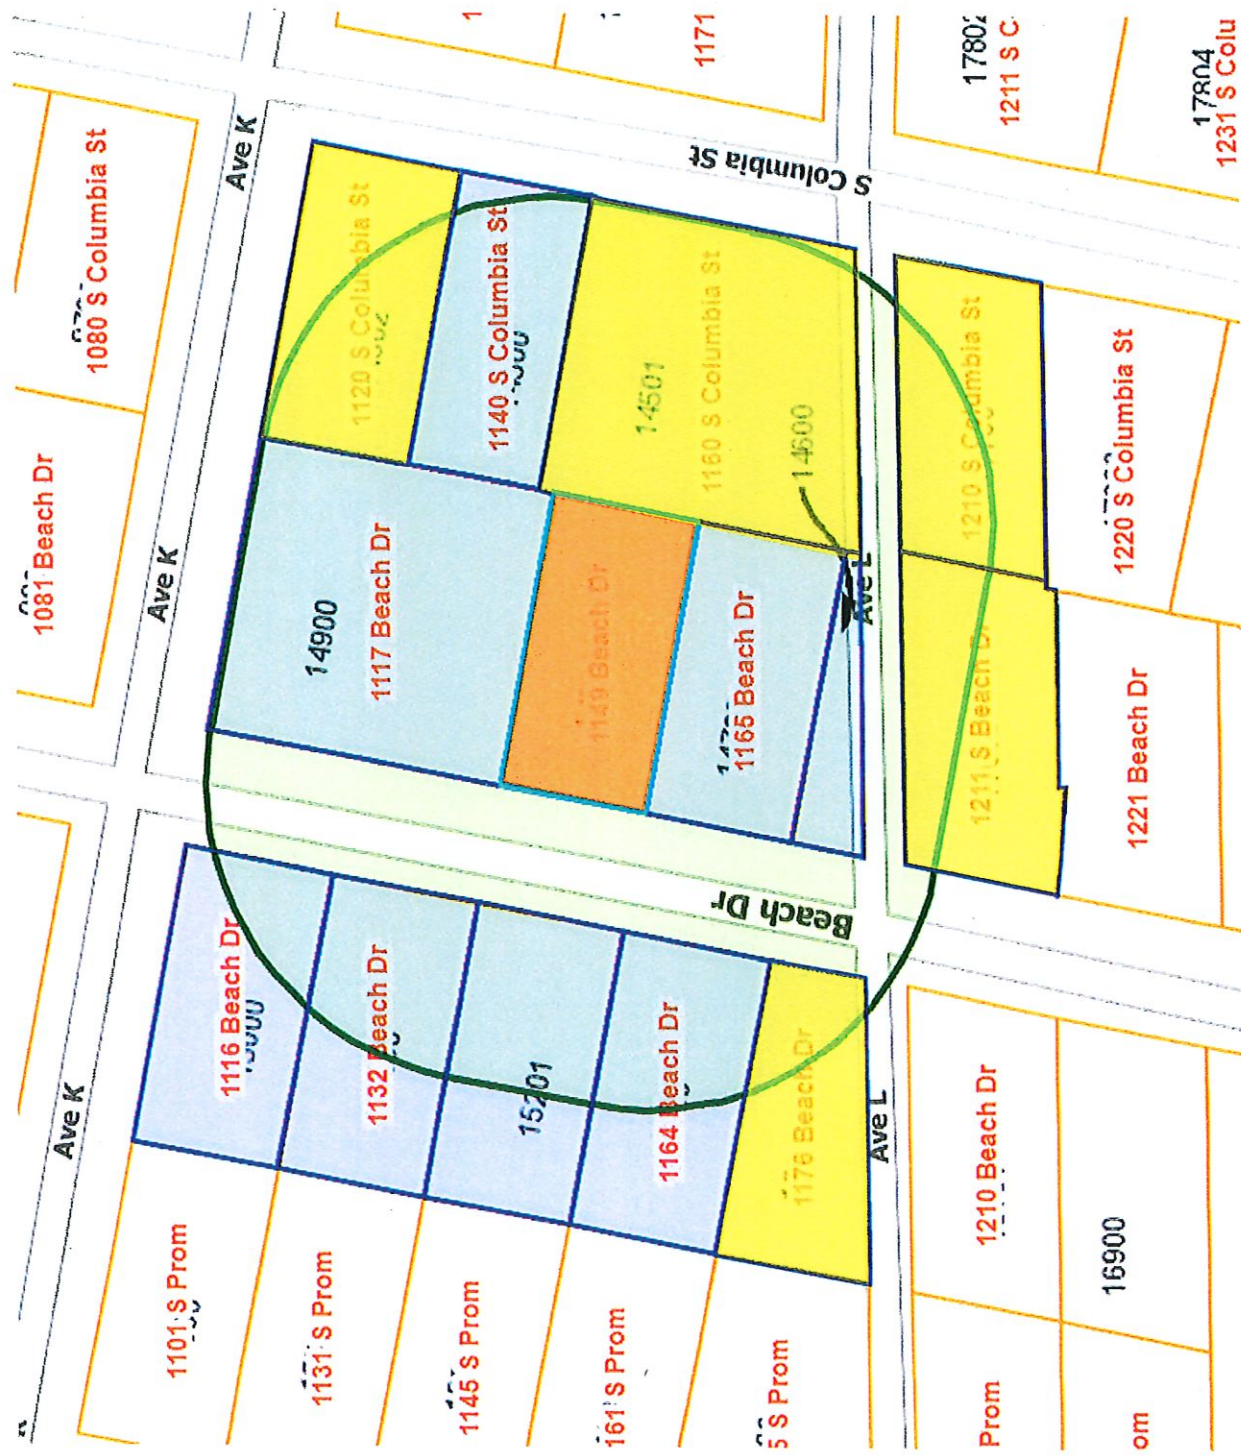 1171
17802
1211 S C
17804
1231 S Colu
1080 S Columbia St
Ave K
S Columbia St
1120 S Columbia St
1140 S Columbia St
14501
1160 S Columbia St
14600
1210 S Columbia St
1220 S Columbia St
1081 Beach Dr
Ave K
14900
1117 Beach Dr
1149 Beach Dr
1165 Beach Dr
Ave L
1211 S Beach Dr
1221 Beach Dr
Beach Dr
1116 Beach Dr
1132 Beach Dr
15201
1164 Beach Dr
1176 Beach Dr
Ave K
Ave L
1210 Beach Dr
16900
1101 S Prom
1131 S Prom
1145 S Prom
161 S Prom
5 S Prom
Prom
om